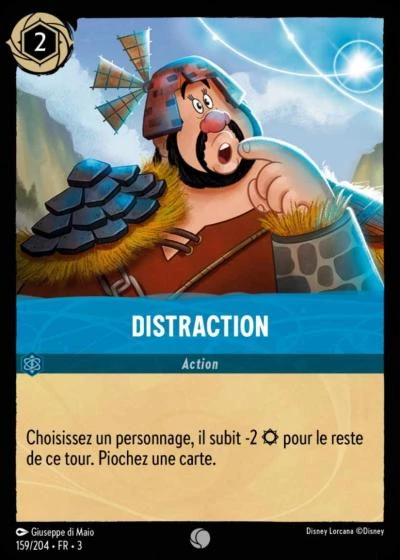 2
DISTRACTION
Action
Choisissez un personnage, il subit -2 pour le reste
de ce tour. Piochez une carte.
Giuseppe di Maio
159/204 • FR • 3
Disney Lorcana ©Disney